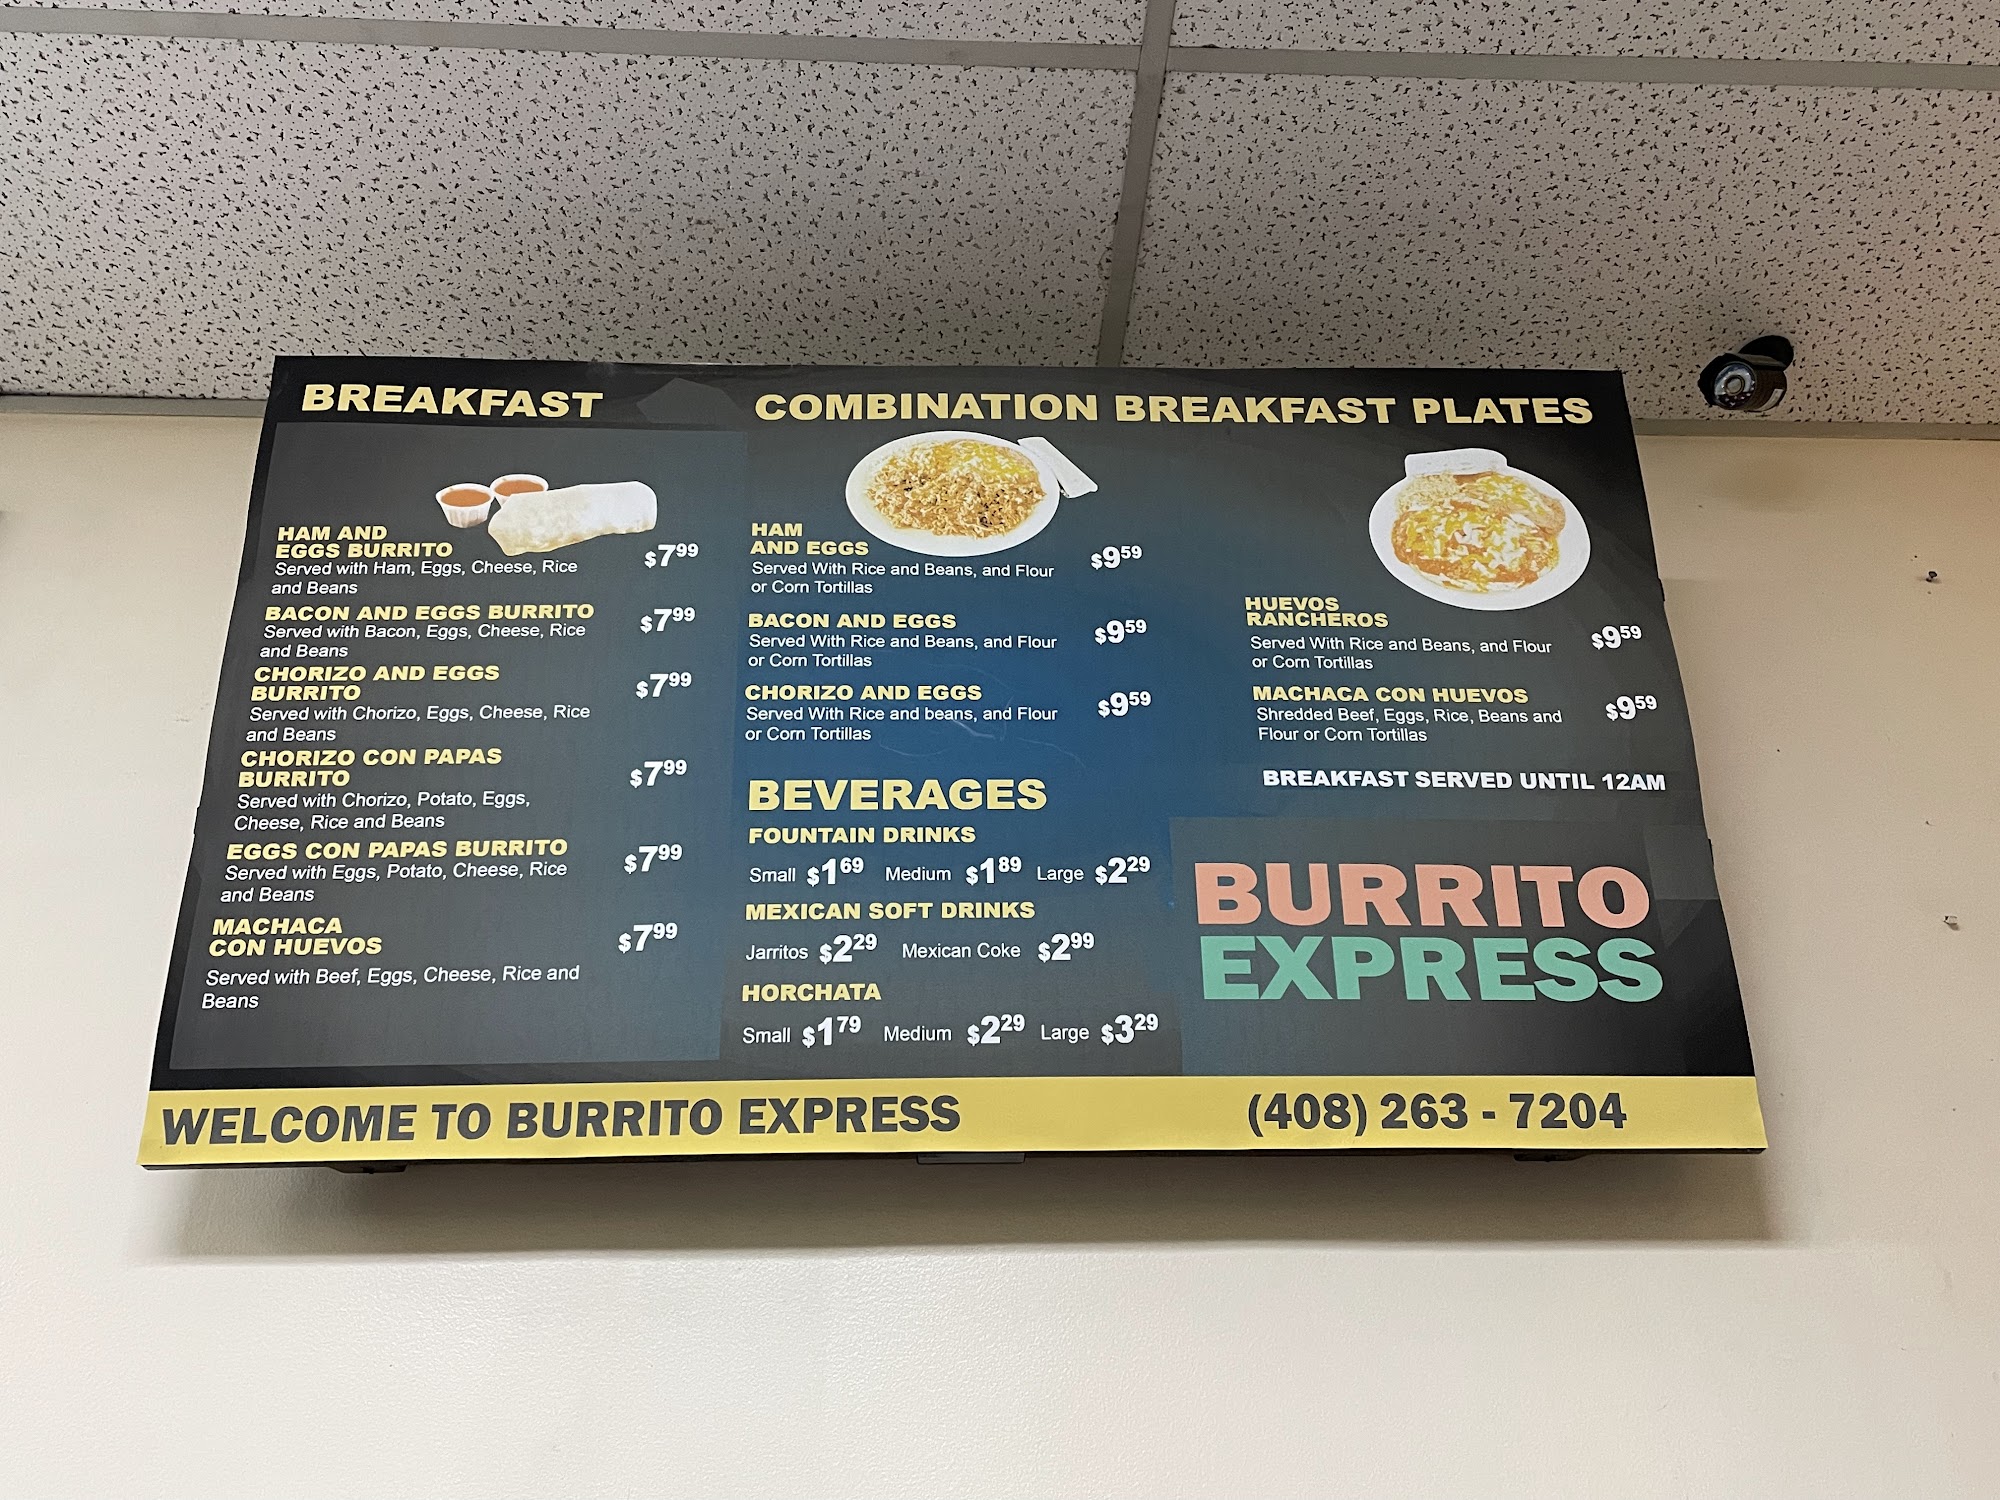 BREAKFAST
HAM AND
EGGS BURRITO
$7⁹⁹
Served with Ham, Eggs, Cheese, Rice
and Beans
BACON AND EGGS BURRITO
$7⁹⁹
Served with Bacon, Eggs, Cheese, Rice
and Beans
CHORIZO AND EGGS
BURRITO
$7⁹⁹
Served with Chorizo, Eggs, Cheese, Rice
and Beans
CHORIZO CON PAPAS
BURRITO
$7⁹⁹
Served with Chorizo, Potato, Eggs,
Cheese, Rice and Beans
EGGS CON PAPAS BURRITO
$7⁹⁹
Served with Eggs, Potato, Cheese, Rice
and Beans
MACHACA
CON HUEVOS
$7⁹⁹
Served with Beef, Eggs, Cheese, Rice and
Beans
COMBINATION BREAKFAST PLATES
HAM
AND EGGS
$9⁵⁹
Served With Rice and Beans, and Flour
or Corn Tortillas
BACON AND EGGS
$9⁵⁹
Served With Rice and Beans, and Flour
or Corn Tortillas
CHORIZO AND EGGS
$9⁵⁹
Served With Rice and beans, and Flour
or Corn Tortillas
HUEVOS
RANCHEROS
$9⁵⁹
Served With Rice and Beans, and Flour
or Corn Tortillas
MACHACA CON HUEVOS
$9⁵⁹
Shredded Beef, Eggs, Rice, Beans and
Flour or Corn Tortillas
BREAKFAST SERVED UNTIL 12AM
BEVERAGES
FOUNTAIN DRINKS
Small $1⁶⁹ Medium $1⁸⁹ Large $2²⁹
MEXICAN SOFT DRINKS
Jarritos $2²⁹ Mexican Coke $2⁹⁹
HORCHATA
Small $1⁷⁹ Medium $2²⁹ Large $3²⁹
BURRITO
EXPRESS
WELCOME TO BURRITO EXPRESS (408) 263 - 7204